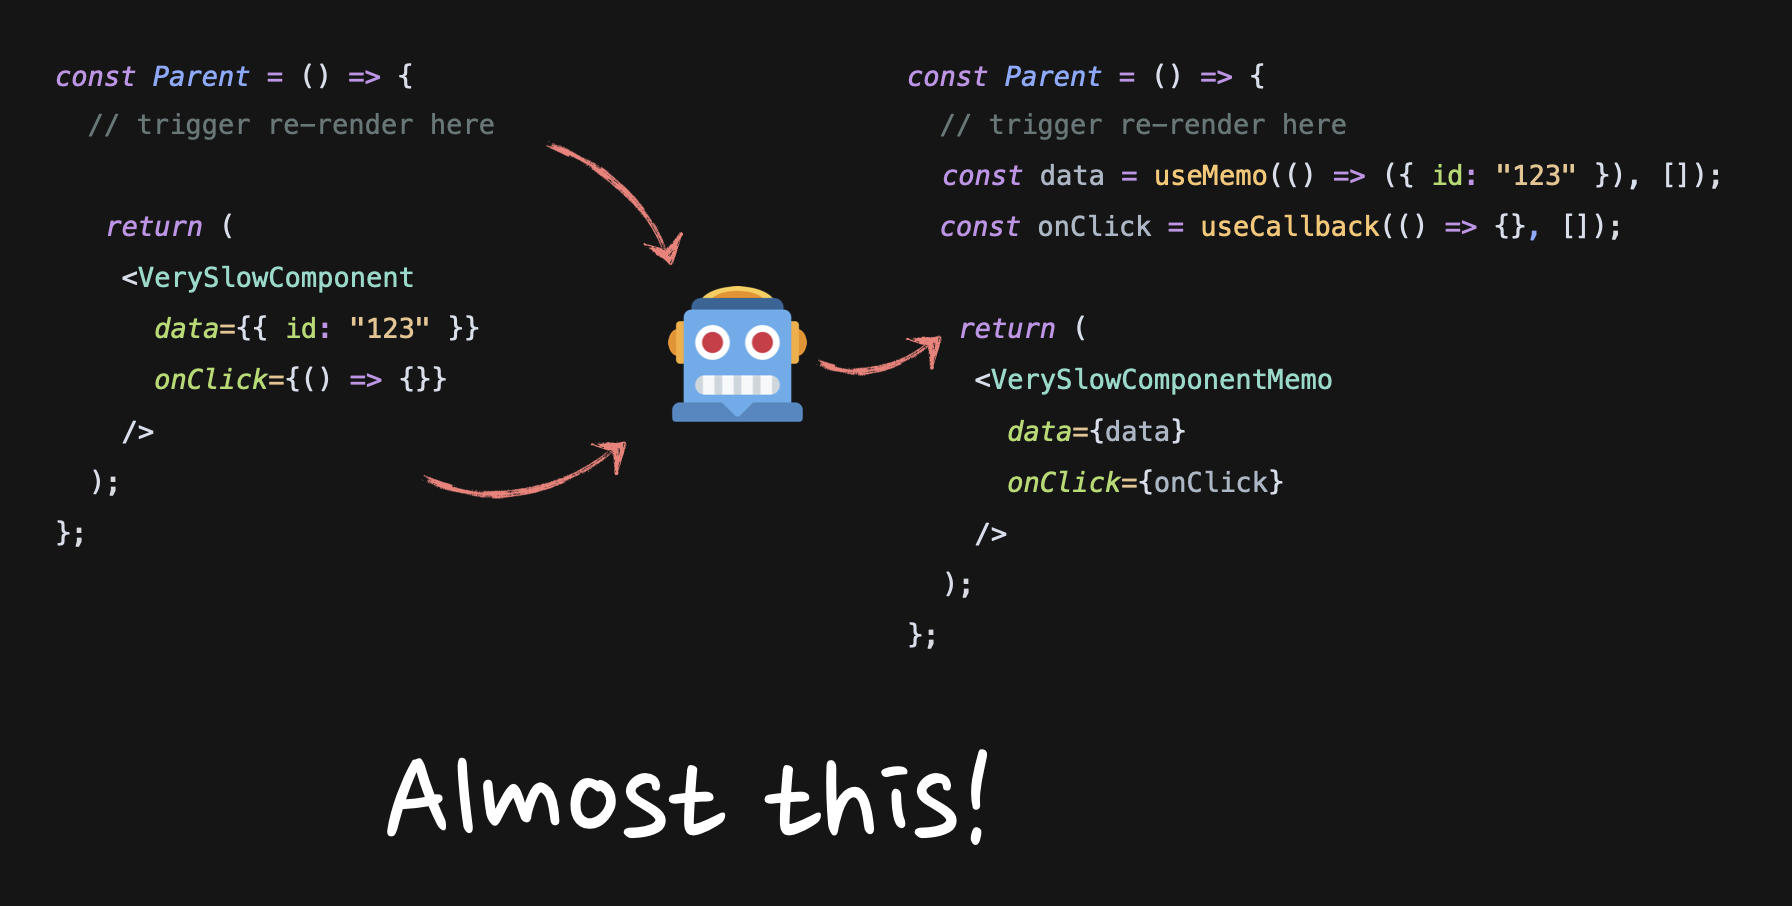 const Parent = () => {
// trigger re-render here
return (
<VerySlowComponent
data={{ id: "123" }}
onClick={() => {}}
/>
);
};
const Parent = () => {
// trigger re-render here
const data = useMemo(() => ({ id: "123" }), []);
const onClick = useCallback(() => {}, []);
return (
<VerySlowComponentMemo
data={data}
onClick={onClick}
/>
);
};
Almost this!